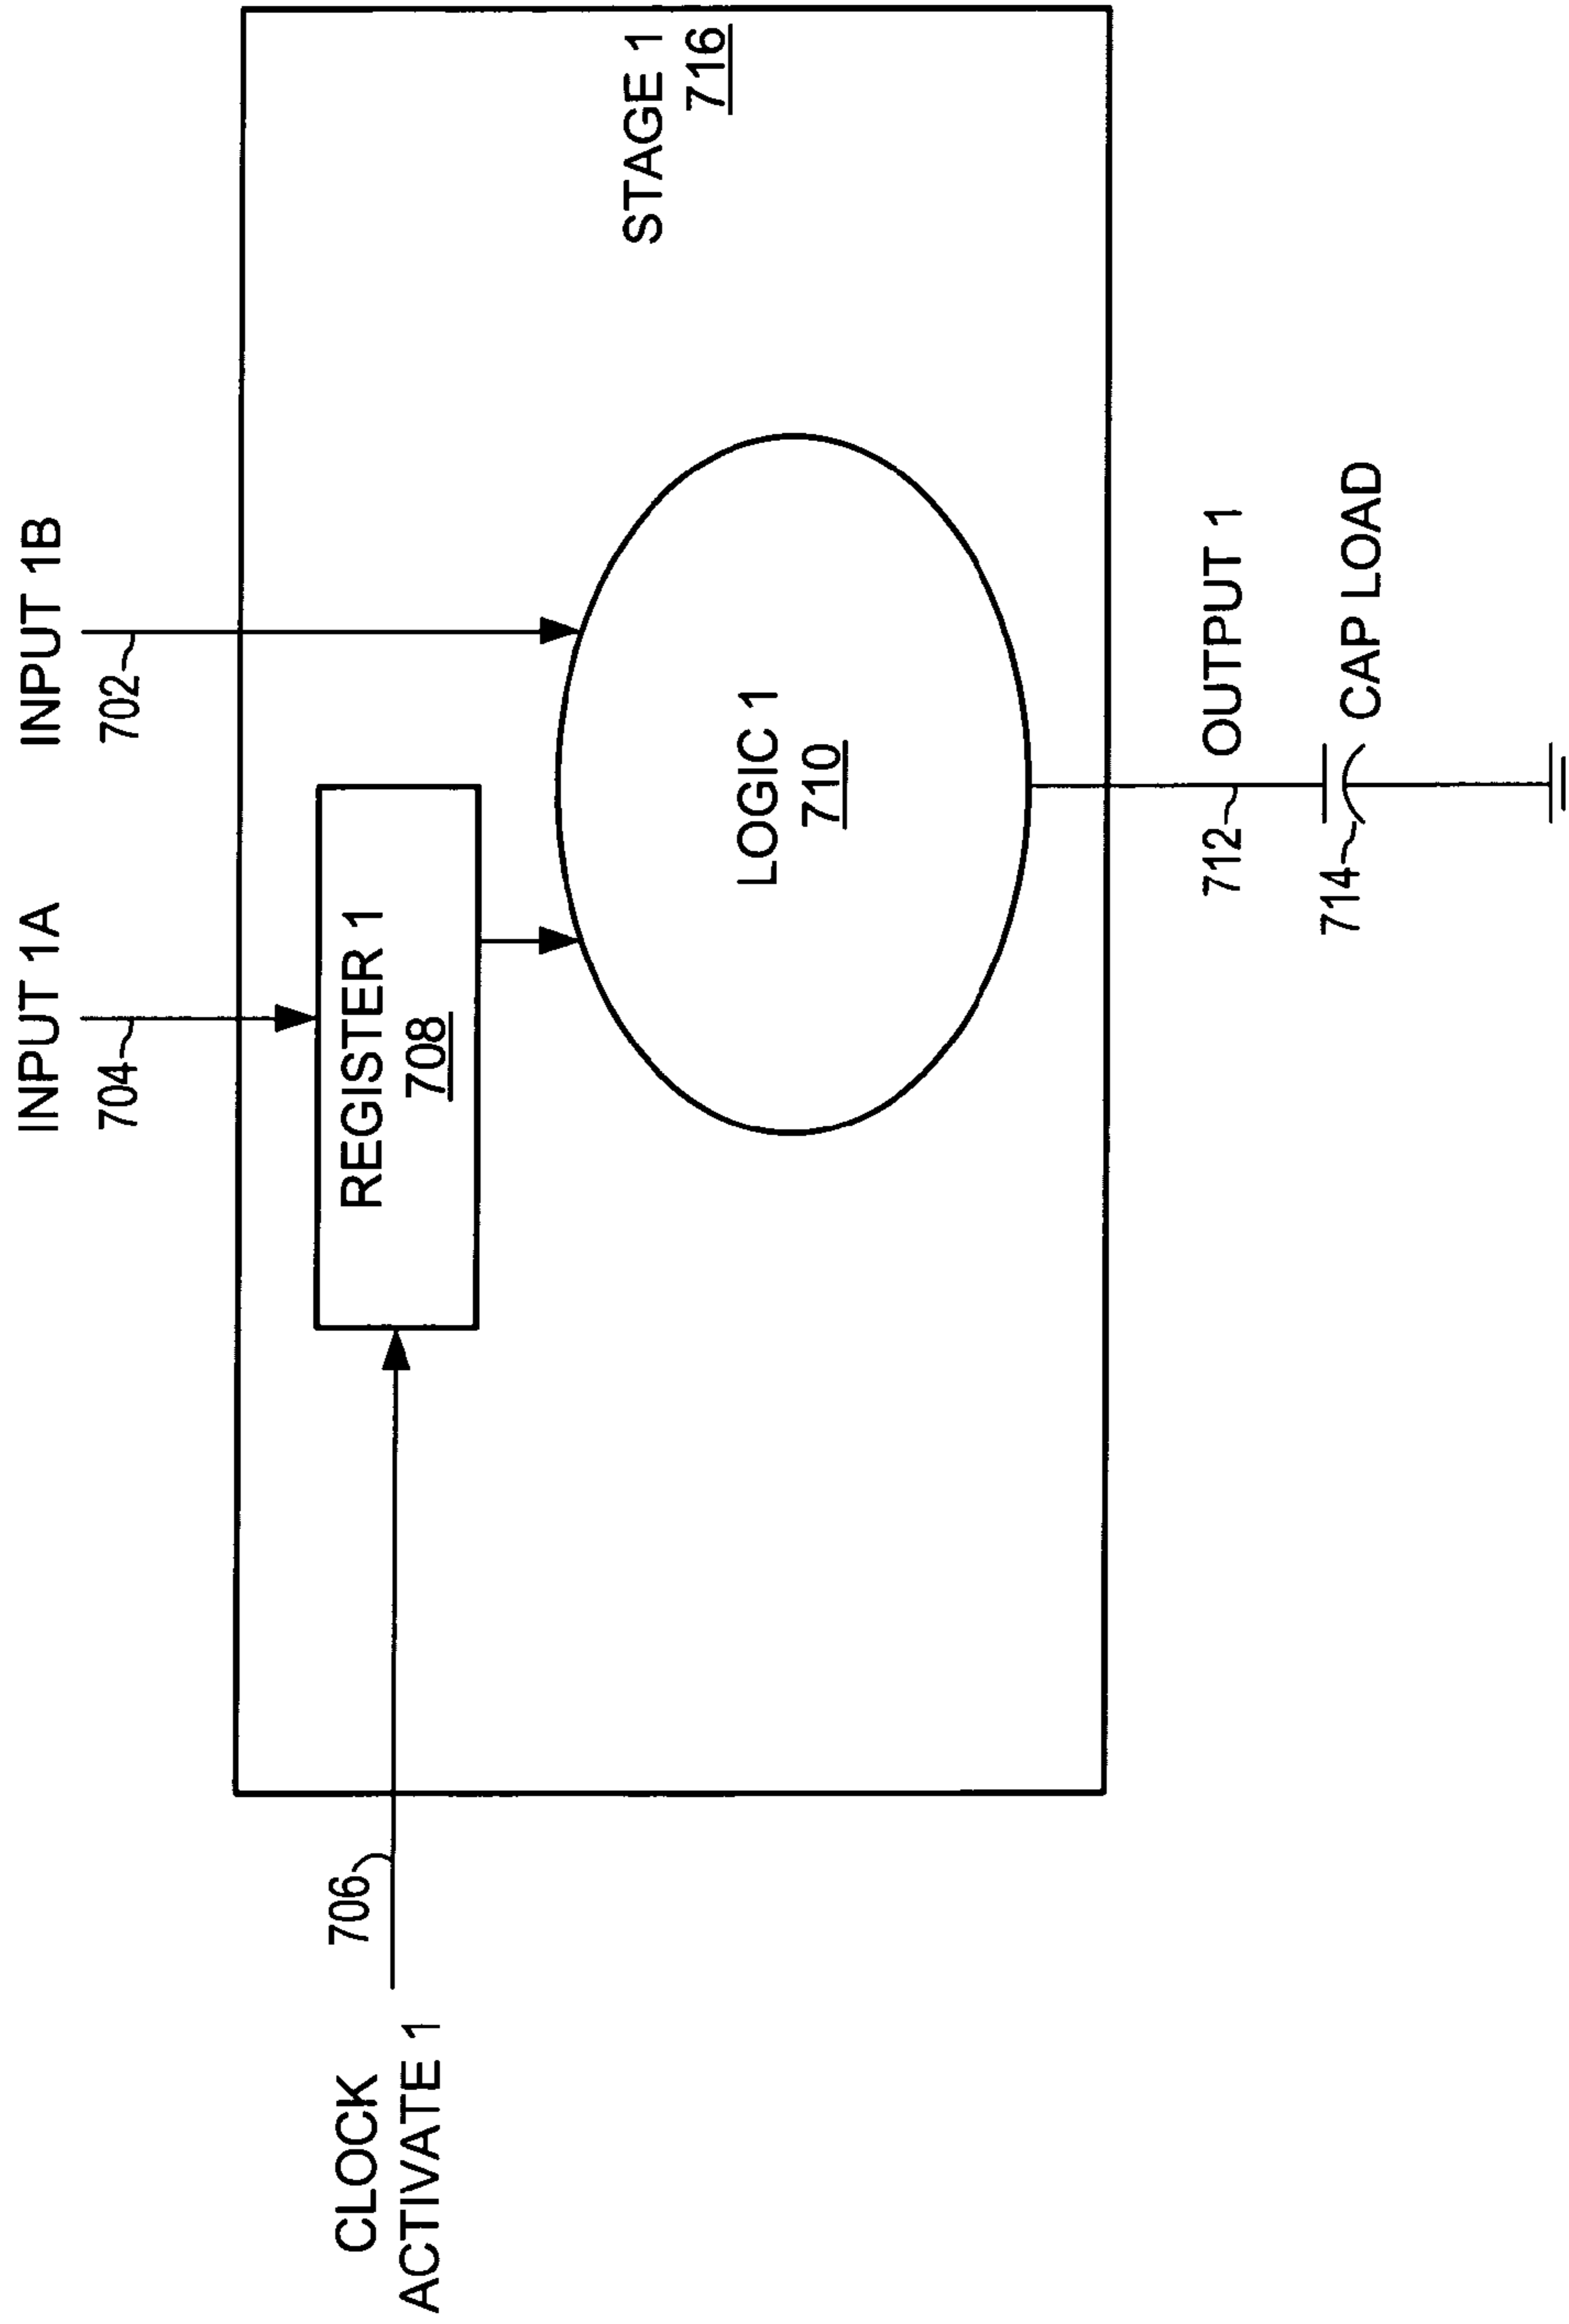 INPUT 1A
704
INPUT 1B
702
CLOCK
ACTIVATE 1
706
REGISTER 1
708
LOGIC 1
710
STAGE 1
716
712
OUTPUT 1
714
CAP LOAD